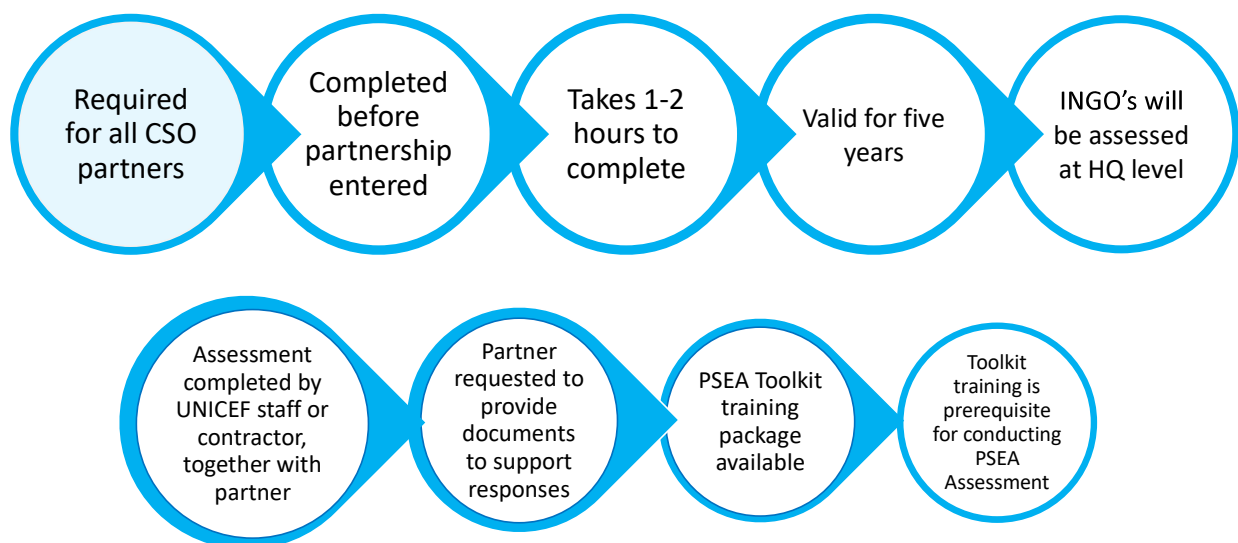 Required
for all CSO
partners
Completed
before
partnership
entered
Takes 1-2
hours to
complete
Valid for five
years
INGO’s will
be assessed
at HQ level
Assessment
completed by
UNICEF staff or
contractor,
together with
partner
Partner
requested to
provide
documents
to support
responses
PSEA Toolkit
training
package
available
Toolkit
training is
prerequisite
for conducting
PSEA
Assessment